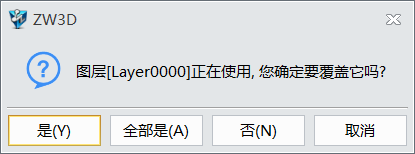 ZW3D
图层[Layer0000]正在使用, 您确定要覆盖它吗?
是(Y)
全部是(A)
否(N)
取消